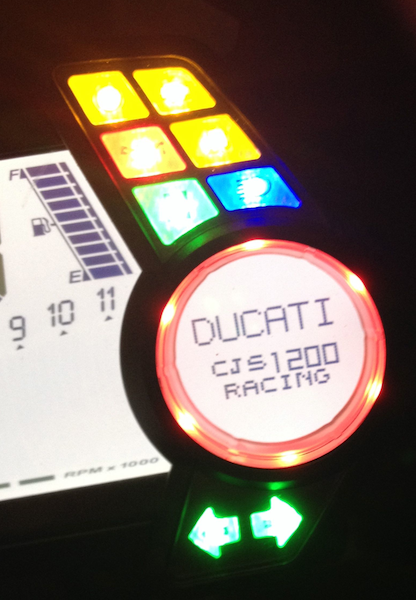 F
E
9 10 11
RPM x 1000
DUCATI
CJS1200
RACING